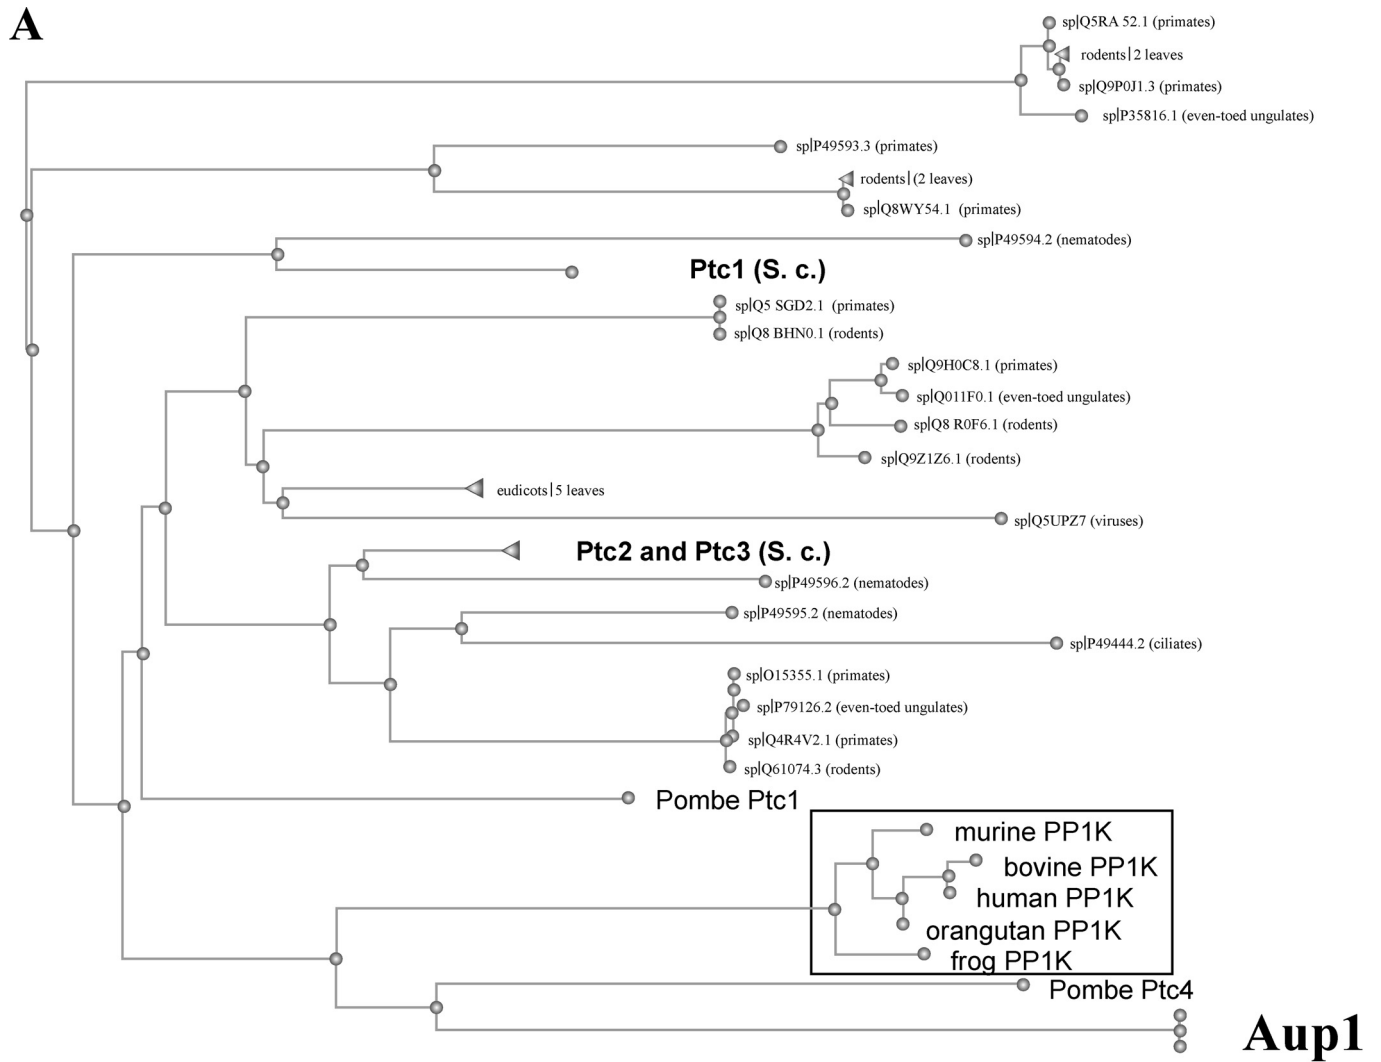 A
sp|Q5RA 52.1 (primates)
rodents|2 leaves
sp|Q9P0J1.3 (primates)
sp|P35816.1 (even-toed ungulates)
sp|P49593.3 (primates)
rodents|(2 leaves)
sp|Q8WY54.1 (primates)
sp|P49594.2 (nematodes)
Ptc1 (S. c.)
sp|Q5 SGD2.1 (primates)
sp|Q8 BHN0.1 (rodents)
sp|Q9H0C8.1 (primates)
sp|Q011F0.1 (even-toed ungulates)
sp|Q8 R0F6.1 (rodents)
sp|Q9Z1Z6.1 (rodents)
eudicots|5 leaves
sp|Q5UPZ7 (viruses)
Ptc2 and Ptc3 (S. c.)
sp|P49596.2 (nematodes)
sp|P49595.2 (nematodes)
sp|P49444.2 (ciliates)
sp|O15355.1 (primates)
sp|P79126.2 (even-toed ungulates)
sp|Q4R4V2.1 (primates)
sp|Q61074.3 (rodents)
Pombe Ptc1
murine PP1K
bovine PP1K
human PP1K
orangutan PP1K
frog PP1K
Pombe Ptc4
Aup1